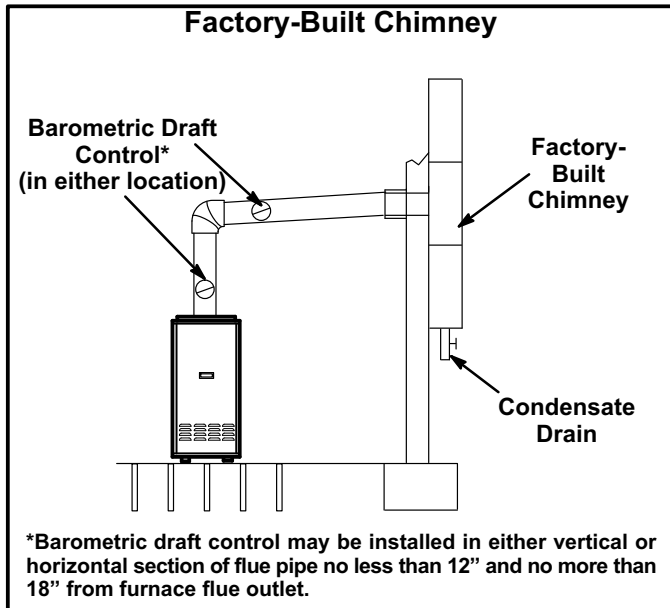 Factory-Built Chimney
Barometric Draft
Control*
(in either location)
Factory-
Built
Chimney
Condensate
Drain
*Barometric draft control may be installed in either vertical or
horizontal section of flue pipe no less than 12” and no more than
18” from furnace flue outlet.